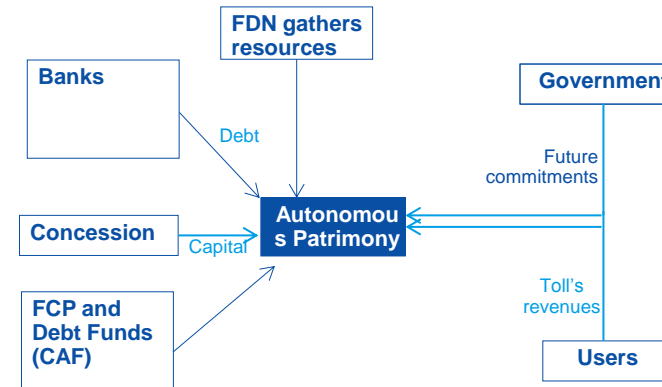 FDN gathers
resources
Banks
Government
Debt
Future
commitments
Autonomou
s Patrimony
Concession
Capital
FCP and
Debt Funds
(CAF)
Toll's
revenues
Users